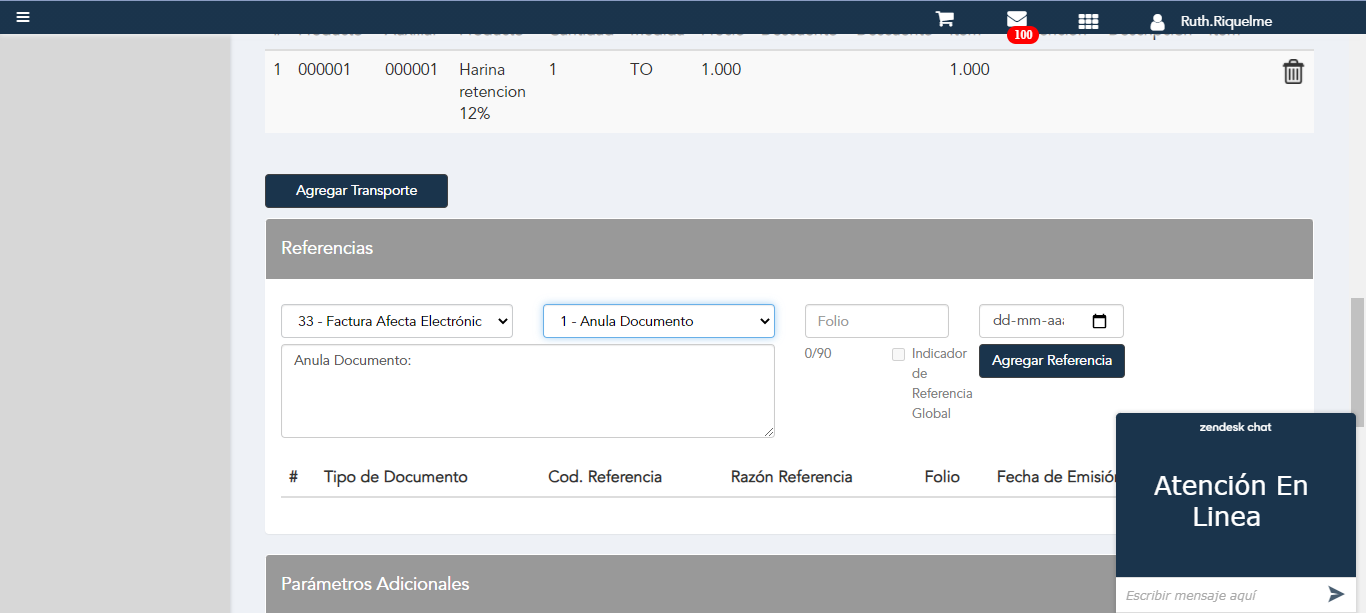 Ruth.Riquelme
100
1 000001 000001 Harina 1 TO 1.000 1.000
retencion
12%
Agregar Transporte
Referencias
33 - Factura Afecta Electrónic 1 - Anula Documento Folio dd-mm-aa
Anula Documento:
0/90 Indicador
de
Referencia
Global
Agregar Referencia
# Tipo de Documento Cod. Referencia Razón Referencia Folio Fecha de Emisión
Parámetros Adicionales
zendesk chat
Atención En
Linea
Escribir mensaje aquí